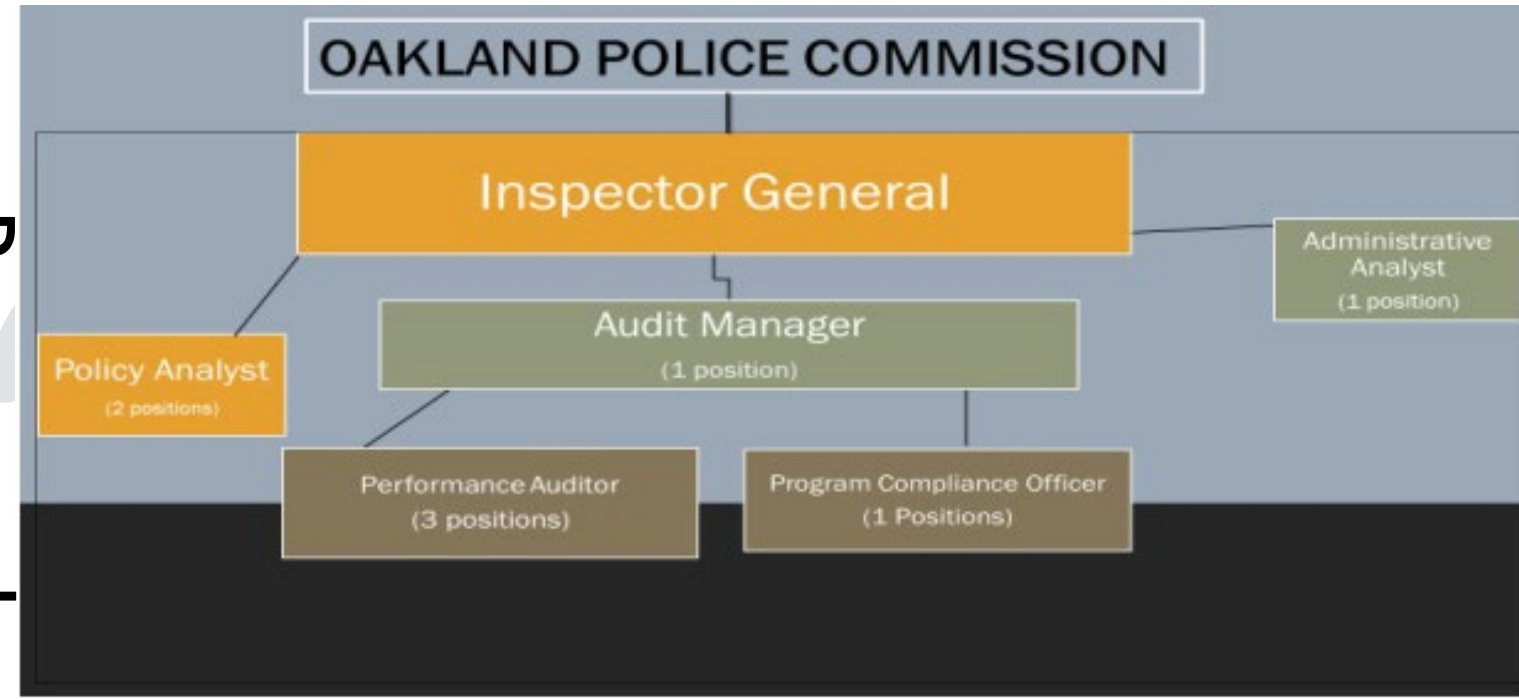 OAKLAND POLICE COMMISSION
Inspector General
Administrative
Analyst
(1 position)
Audit Manager
(1 position)
Policy Analyst
(2 positions)
Performance Auditor
(3 positions)
Program Compliance Officer
(1 Positions)